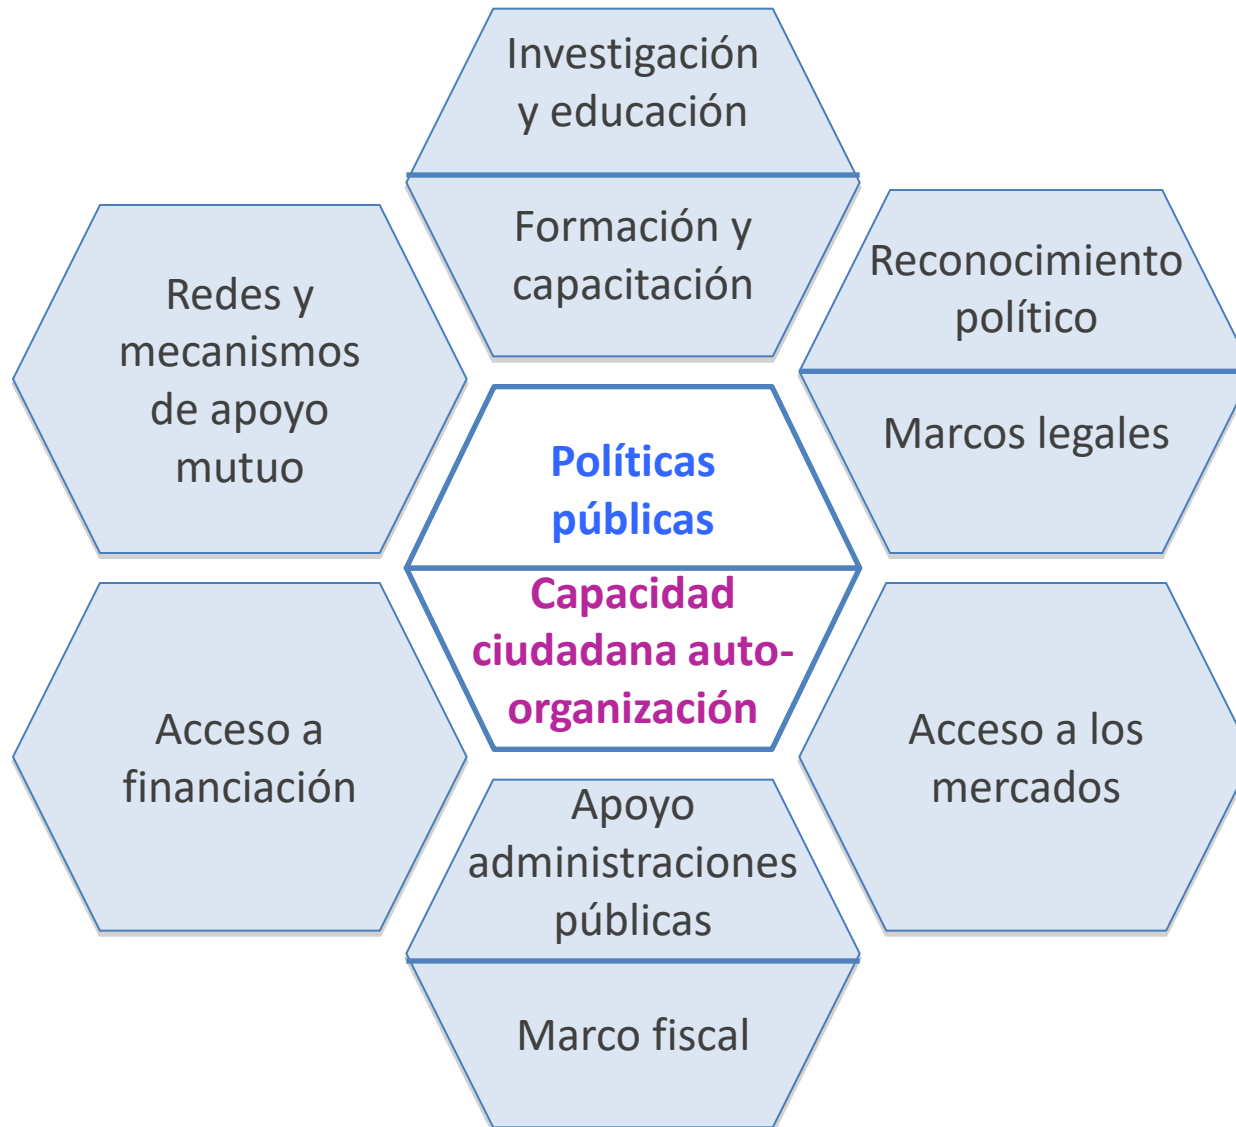 Investigación
y educación
Formación y
capacitación
Reconocimiento
político
Marcos legales
Redes y
mecanismos
de apoyo
mutuo
Políticas
públicas
Capacidad
ciudadana auto-
organización
Acceso a
financiación
Acceso a los
mercados
Apoyo
administraciones
públicas
Marco fiscal